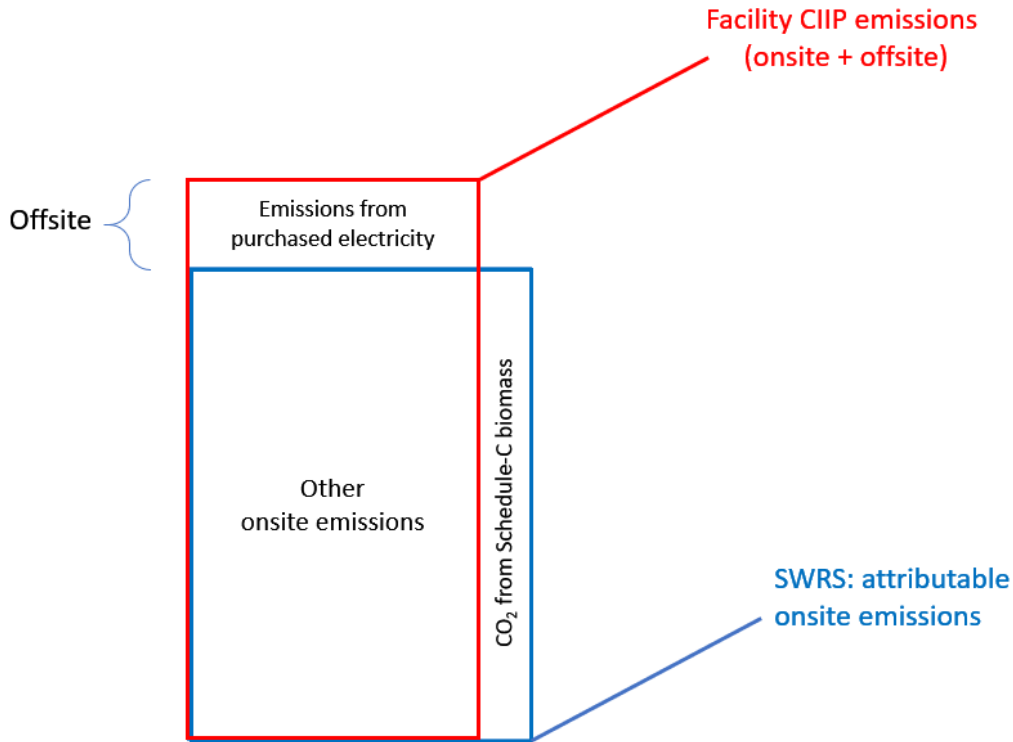 Facility CIIP emissions
(onsite + offsite)
Offsite
Emissions from
purchased electricity
Other
onsite emissions
CO₂ from Schedule-C biomass
SWRS: attributable
onsite emissions